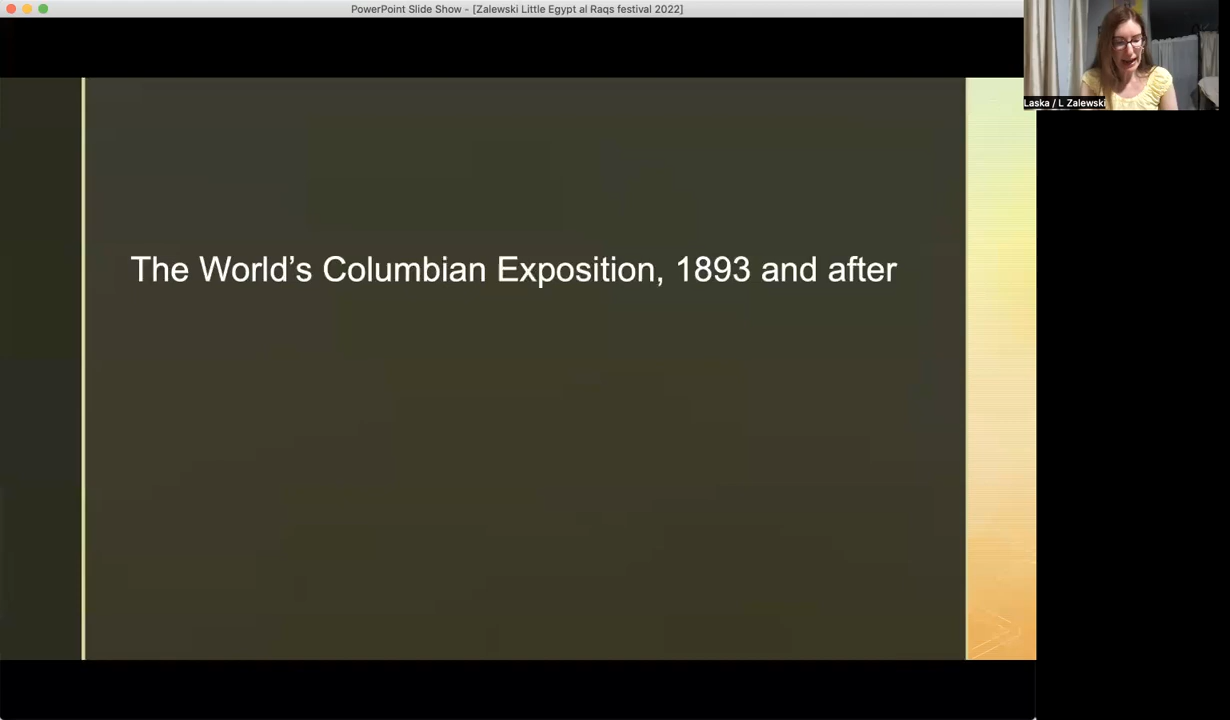 PowerPoint Slide Show - [Zalewski Little Egypt al Raqs festival 2022]
Laska / L Zalewski
The World's Columbian Exposition, 1893 and after